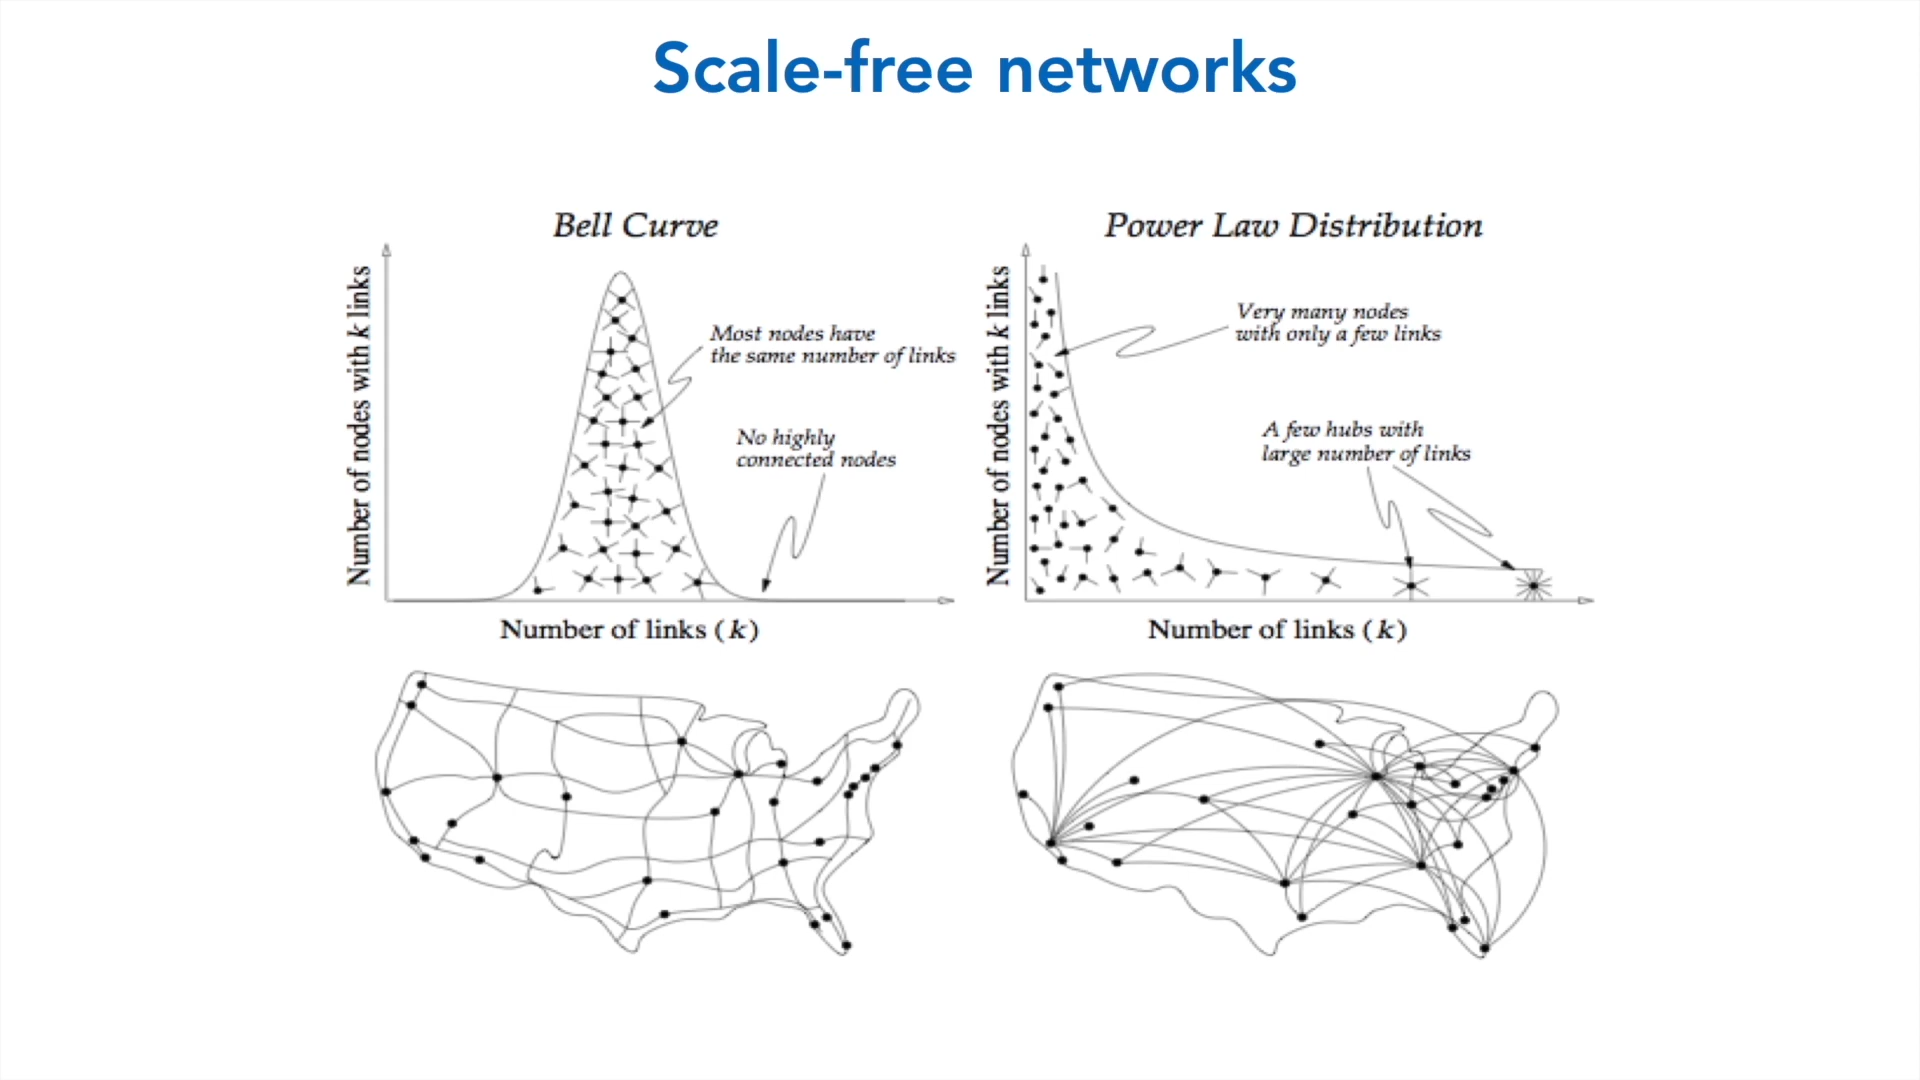 Scale-free networks
Bell Curve
Number of nodes with k links
Most nodes have
the same number of links
No highly
connected nodes
Number of links (k)
Power Law Distribution
Number of nodes with k links
Very many nodes
with only a few links
A few hubs with
large number of links
Number of links (k)